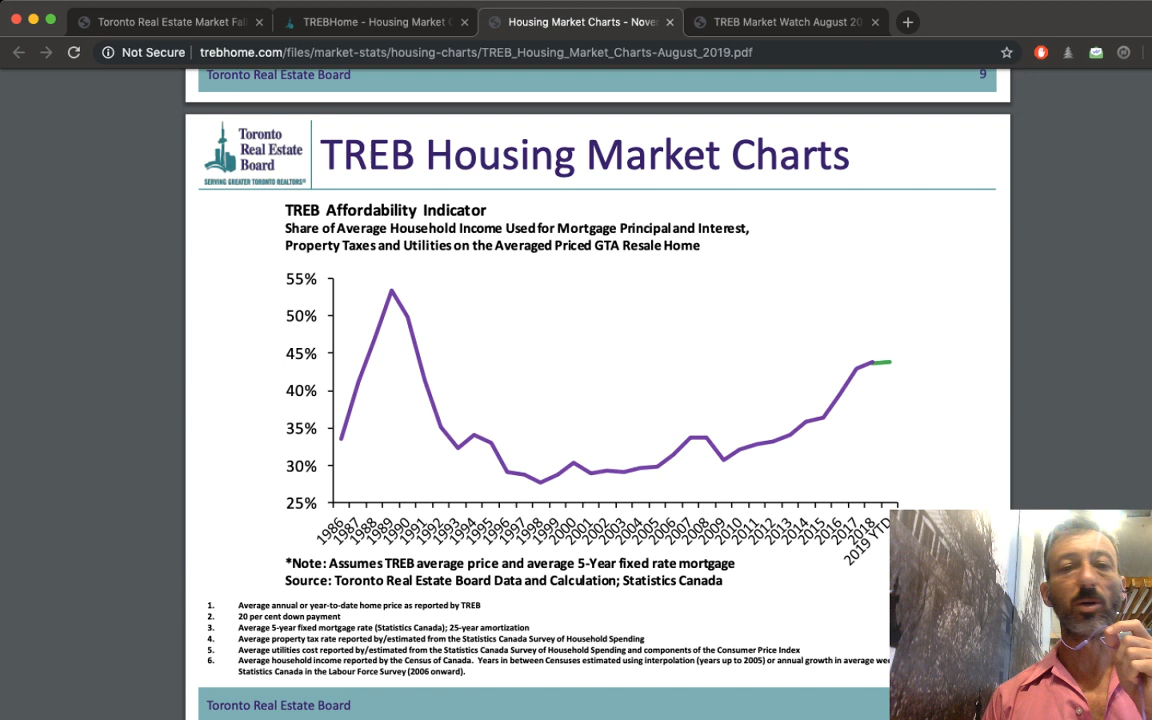 Toronto Real Estate Market Fal
TREBHome - Housing Market C
Housing Market Charts - Nove
TREB Market Watch August 20
Not Secure
trebhome.com/files/market-stats/housing-charts/TREB_Housing_Market_Charts-August_2019.pdf
Toronto Real Estate Board
9
Toronto
Real Estate
Board
SERVING GREATER TORONTO REALTORS®
TREB Housing Market Charts
TREB Affordability Indicator
Share of Average Household Income Used for Mortgage Principal and Interest,
Property Taxes and Utilities on the Averaged Priced GTA Resale Home
55%
50%
45%
40%
35%
30%
25%
1986
1987
1988
1989
1990
1991
1992
1993
1994
1995
1996
1997
1998
1999
2000
2001
2002
2003
2004
2005
2006
2007
2008
2009
2010
2011
2012
2013
2014
2015
2016
2017
2018
2019 YTD
*Note: Assumes TREB average price and average 5-Year fixed rate mortgage
Source: Toronto Real Estate Board Data and Calculation; Statistics Canada
1. Average annual or year-to-date home price as reported by TREB
2. 20 per cent down payment
3. Average 5-year fixed mortgage rate (Statistics Canada); 25-year amortization
4. Average property tax rate reported by/estimated from the Statistics Canada Survey of Household Spending
5. Average utilities cost reported by/estimated from the Statistics Canada Survey of Household Spending and components of the Consumer Price Index
6. Average household income reported by the Census of Canada. Years in between Censuses estimated using interpolation (years up to 2005) or annual growth in average wee
Statistics Canada in the Labour Force Survey (2006 onward).
Toronto Real Estate Board